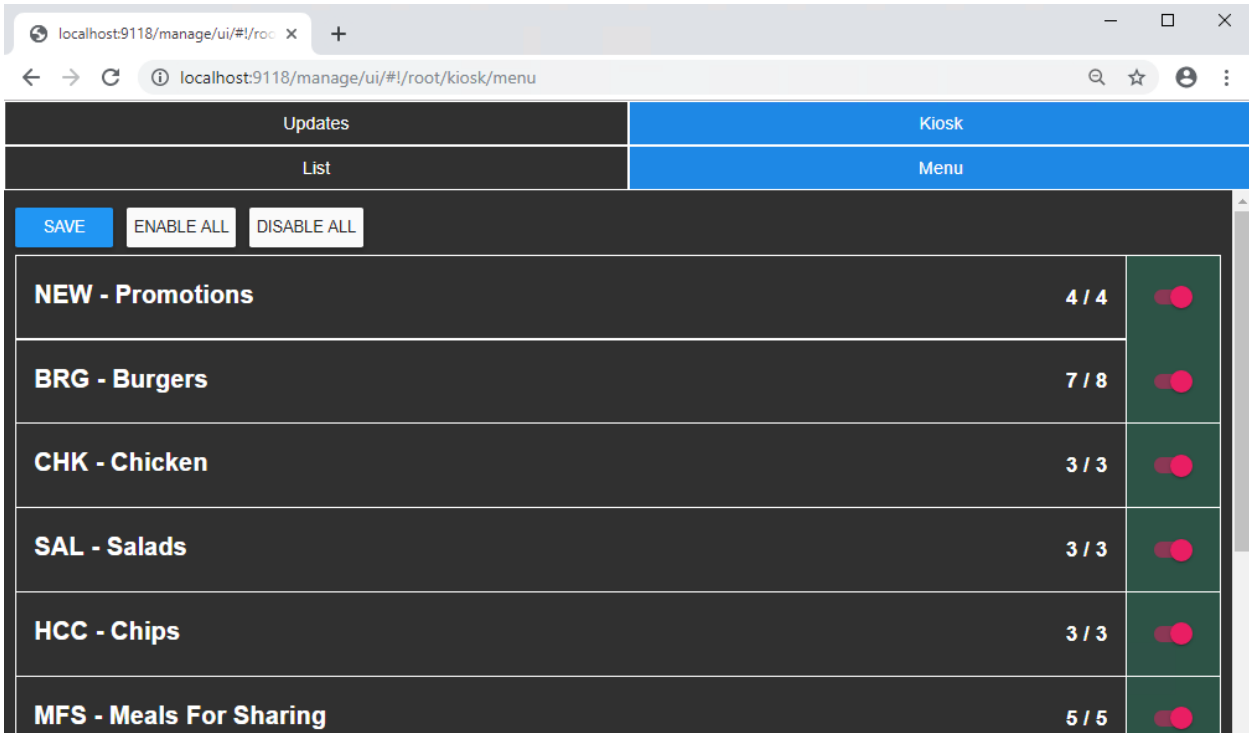 localhost:9118/manage/ui/#!/roo
localhost:9118/manage/ui/#!/root/kiosk/menu
Updates Kiosk
List Menu
SAVE ENABLE ALL DISABLE ALL
NEW - Promotions 4 / 4
BRG - Burgers 7 / 8
CHK - Chicken 3 / 3
SAL - Salads 3 / 3
HCC - Chips 3 / 3
MFS - Meals For Sharing 5 / 5